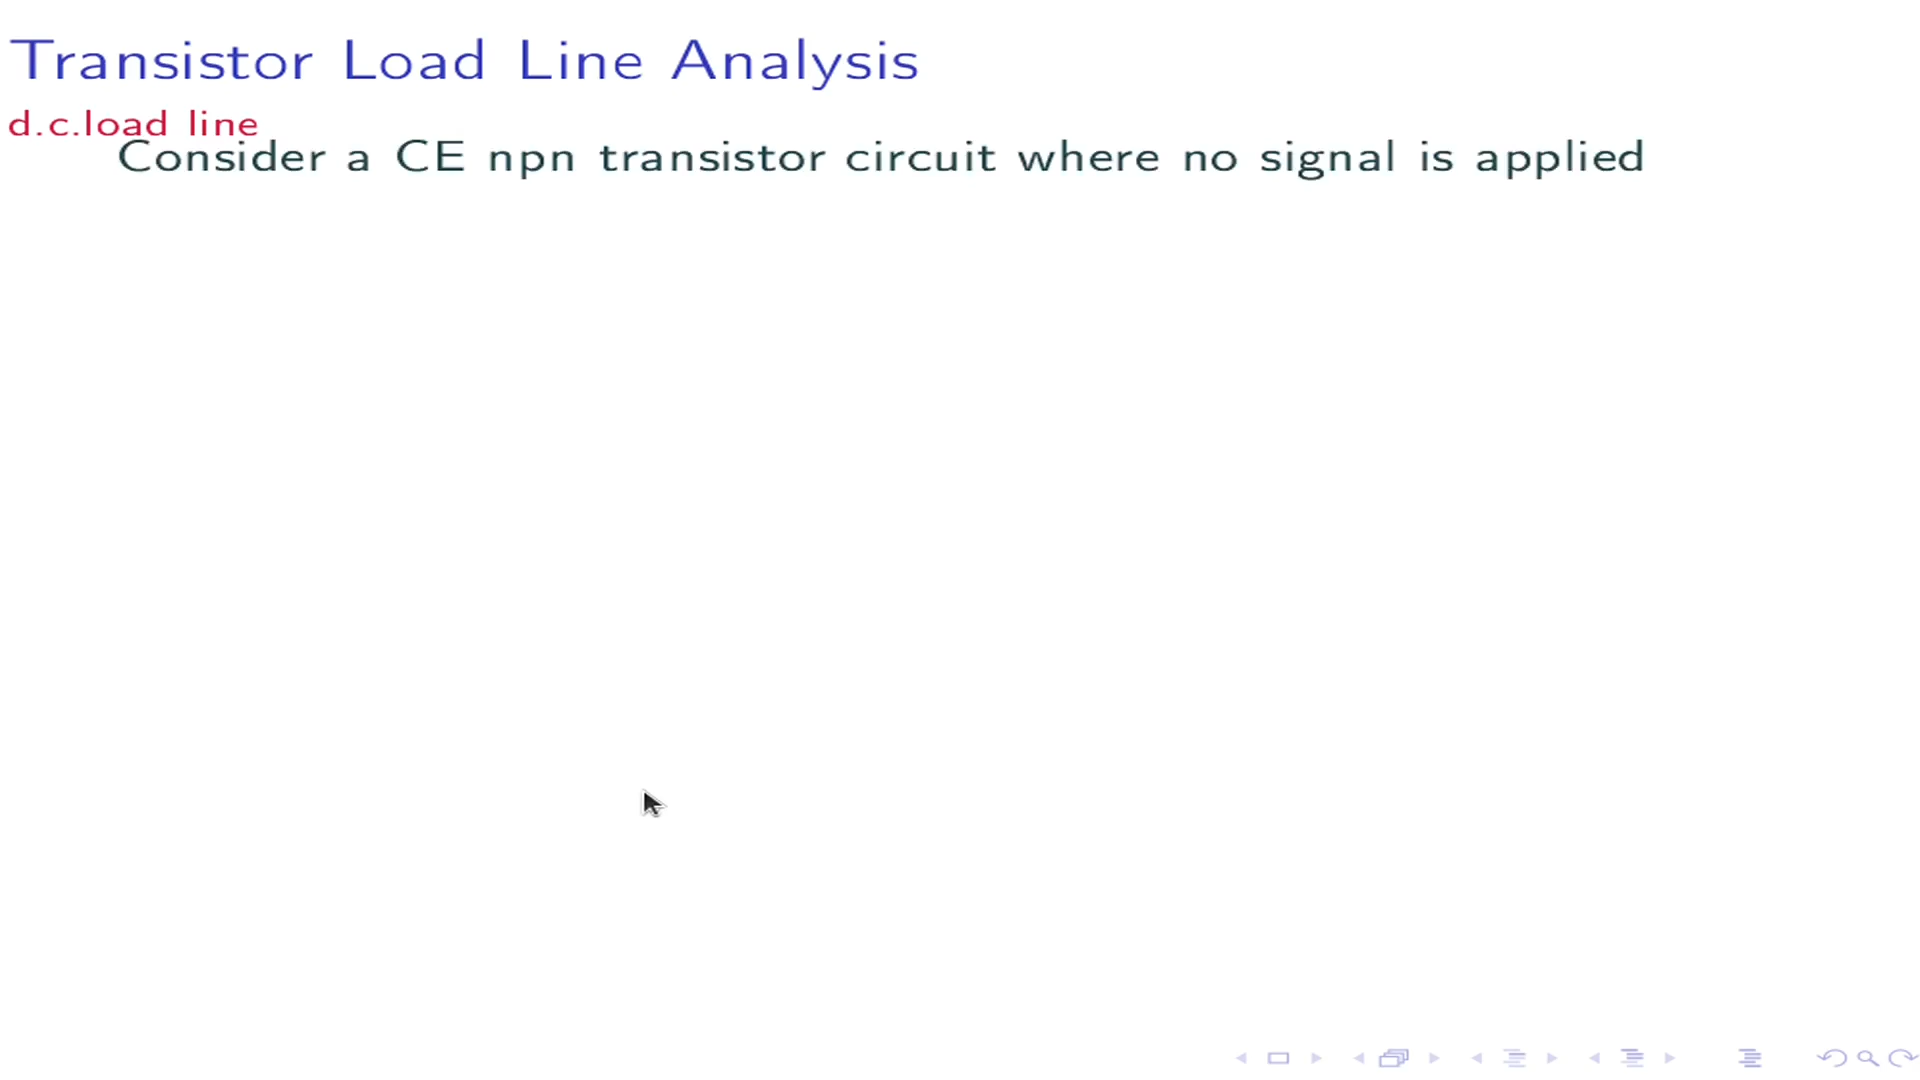 Transistor Load Line Analysis
d.c.load line
Consider a CE npn transistor circuit where no signal is applied